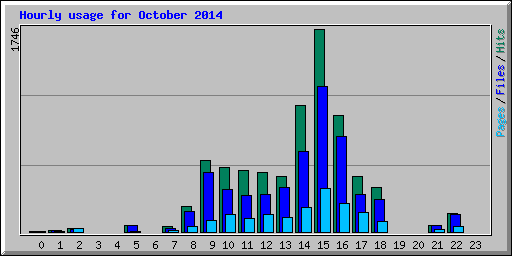 Hourly usage for October 2014
1746
Pages/Files/Hits
0 1 2 3 4 5 6 7 8 9 10 11 12 13 14 15 16 17 18 19 20 21 22 23